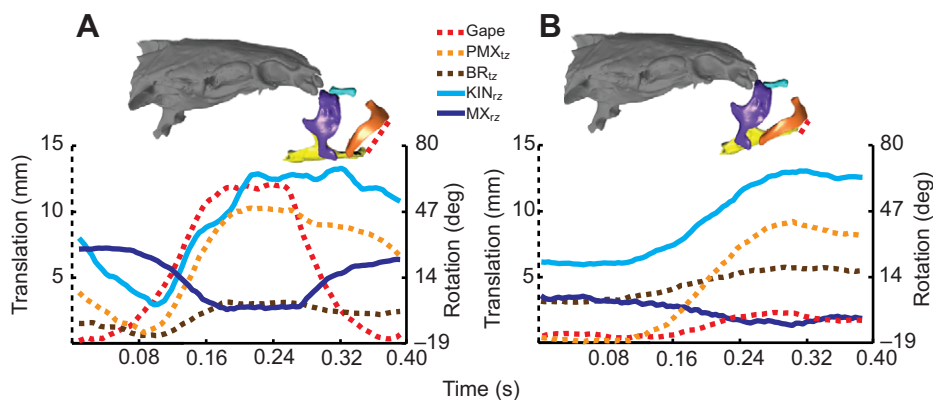 A
B
Gape
PMXtz
BRtz
KINrz
MXrz
Translation (mm)
15
10
5
80
47
14
–19
Rotation (deg)
0.08 0.16 0.24 0.32 0.40
Translation (mm)
15
10
5
80
47
14
–19
Rotation (deg)
0.08 0.16 0.24 0.32 0.40
Time (s)